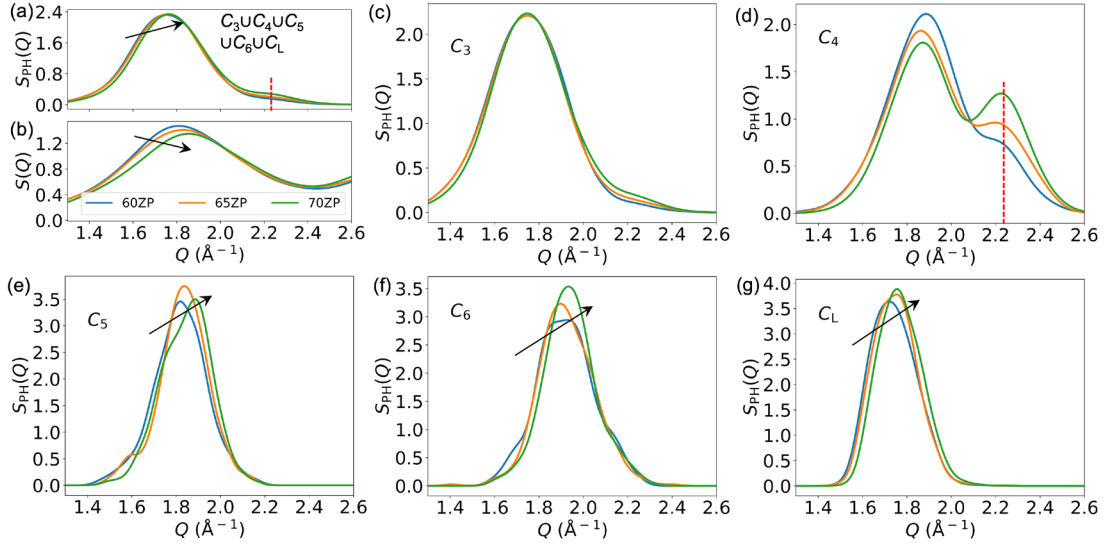 (a)
2.4
1.6
0.8
0.0
S_PH(Q)
C₃∪C₄∪C₅
∪C₆∪C_L
(b)
1.2
0.8
0.4
0.0
S(Q)
60ZP 65ZP 70ZP
1.4 1.6 1.8 2.0 2.2 2.4 2.6
Q (Å⁻¹)
(c)
C₃
2.0
1.5
1.0
0.5
0.0
S_PH(Q)
1.4 1.6 1.8 2.0 2.2 2.4 2.6
Q (Å⁻¹)
(d)
C₄
2.0
1.5
1.0
0.5
0.0
S_PH(Q)
1.4 1.6 1.8 2.0 2.2 2.4 2.6
Q (Å⁻¹)
(e)
C₅
3.5
3.0
2.5
2.0
1.5
1.0
0.5
0.0
S_PH(Q)
1.4 1.6 1.8 2.0 2.2 2.4 2.6
Q (Å⁻¹)
(f)
C₆
3.5
3.0
2.5
2.0
1.5
1.0
0.5
0.0
S_PH(Q)
1.4 1.6 1.8 2.0 2.2 2.4 2.6
Q (Å⁻¹)
(g)
C_L
4.0
3.5
3.0
2.5
2.0
1.5
1.0
0.5
0.0
S_PH(Q)
1.4 1.6 1.8 2.0 2.2 2.4 2.6
Q (Å⁻¹)